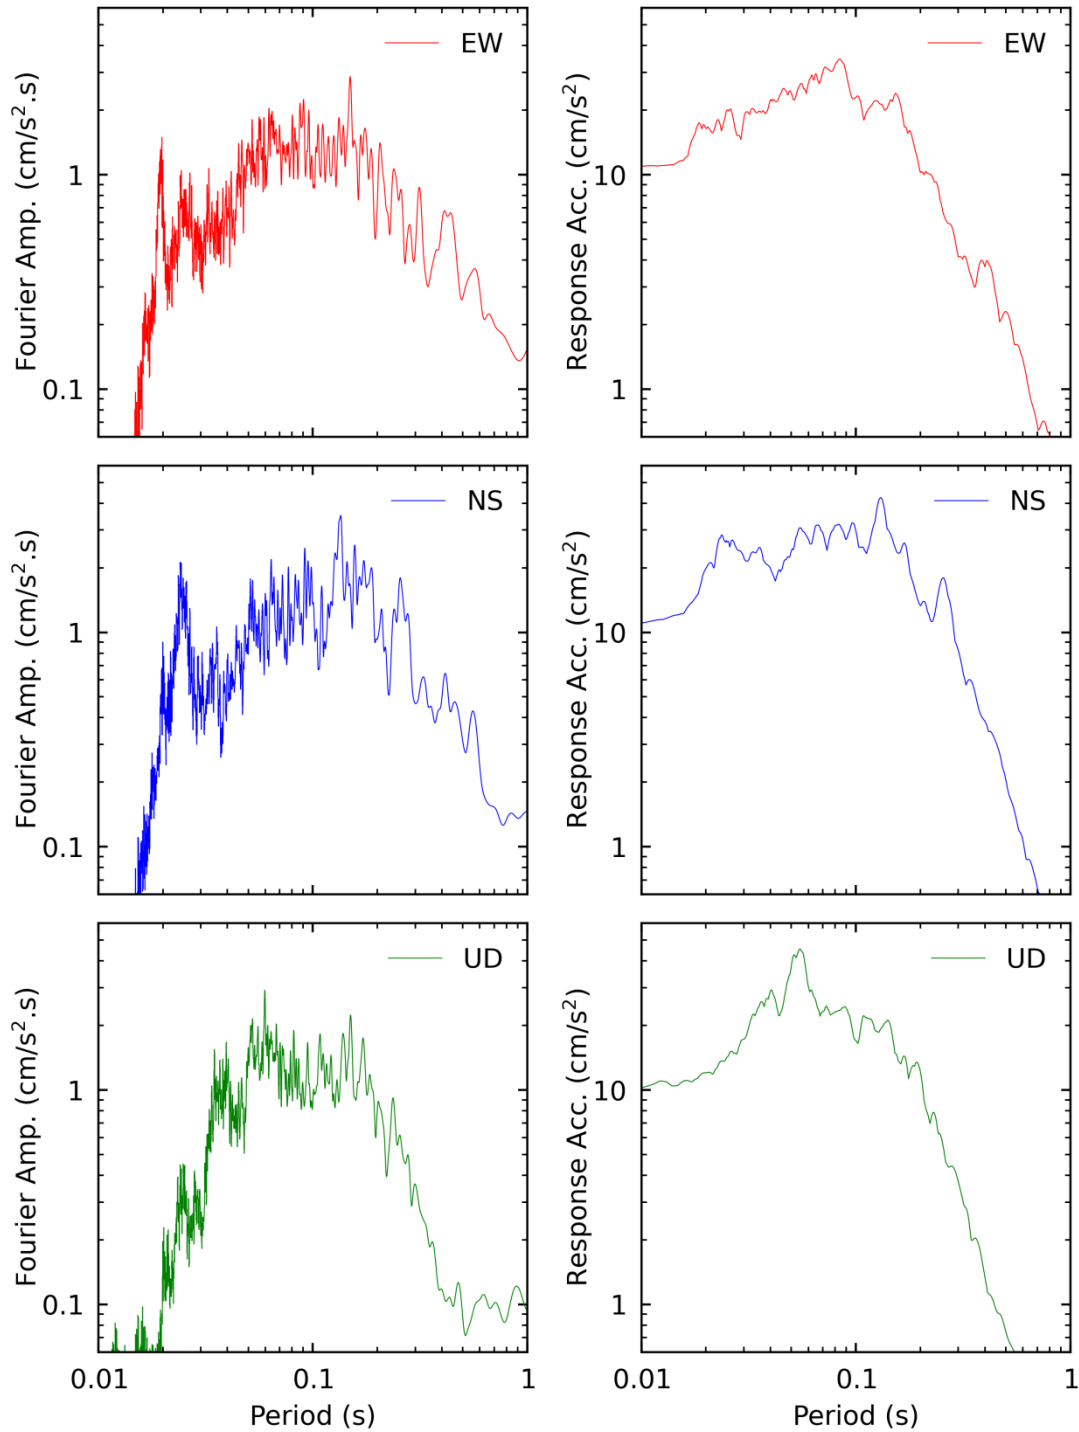 EW
1
0.1
Fourier Amp. (cm/s².s)
EW
10
1
Response Acc. (cm/s²)
NS
1
0.1
Fourier Amp. (cm/s².s)
NS
10
1
Response Acc. (cm/s²)
UD
1
0.1
Fourier Amp. (cm/s².s)
0.01 0.1 1
Period (s)
UD
10
1
Response Acc. (cm/s²)
0.01 0.1 1
Period (s)